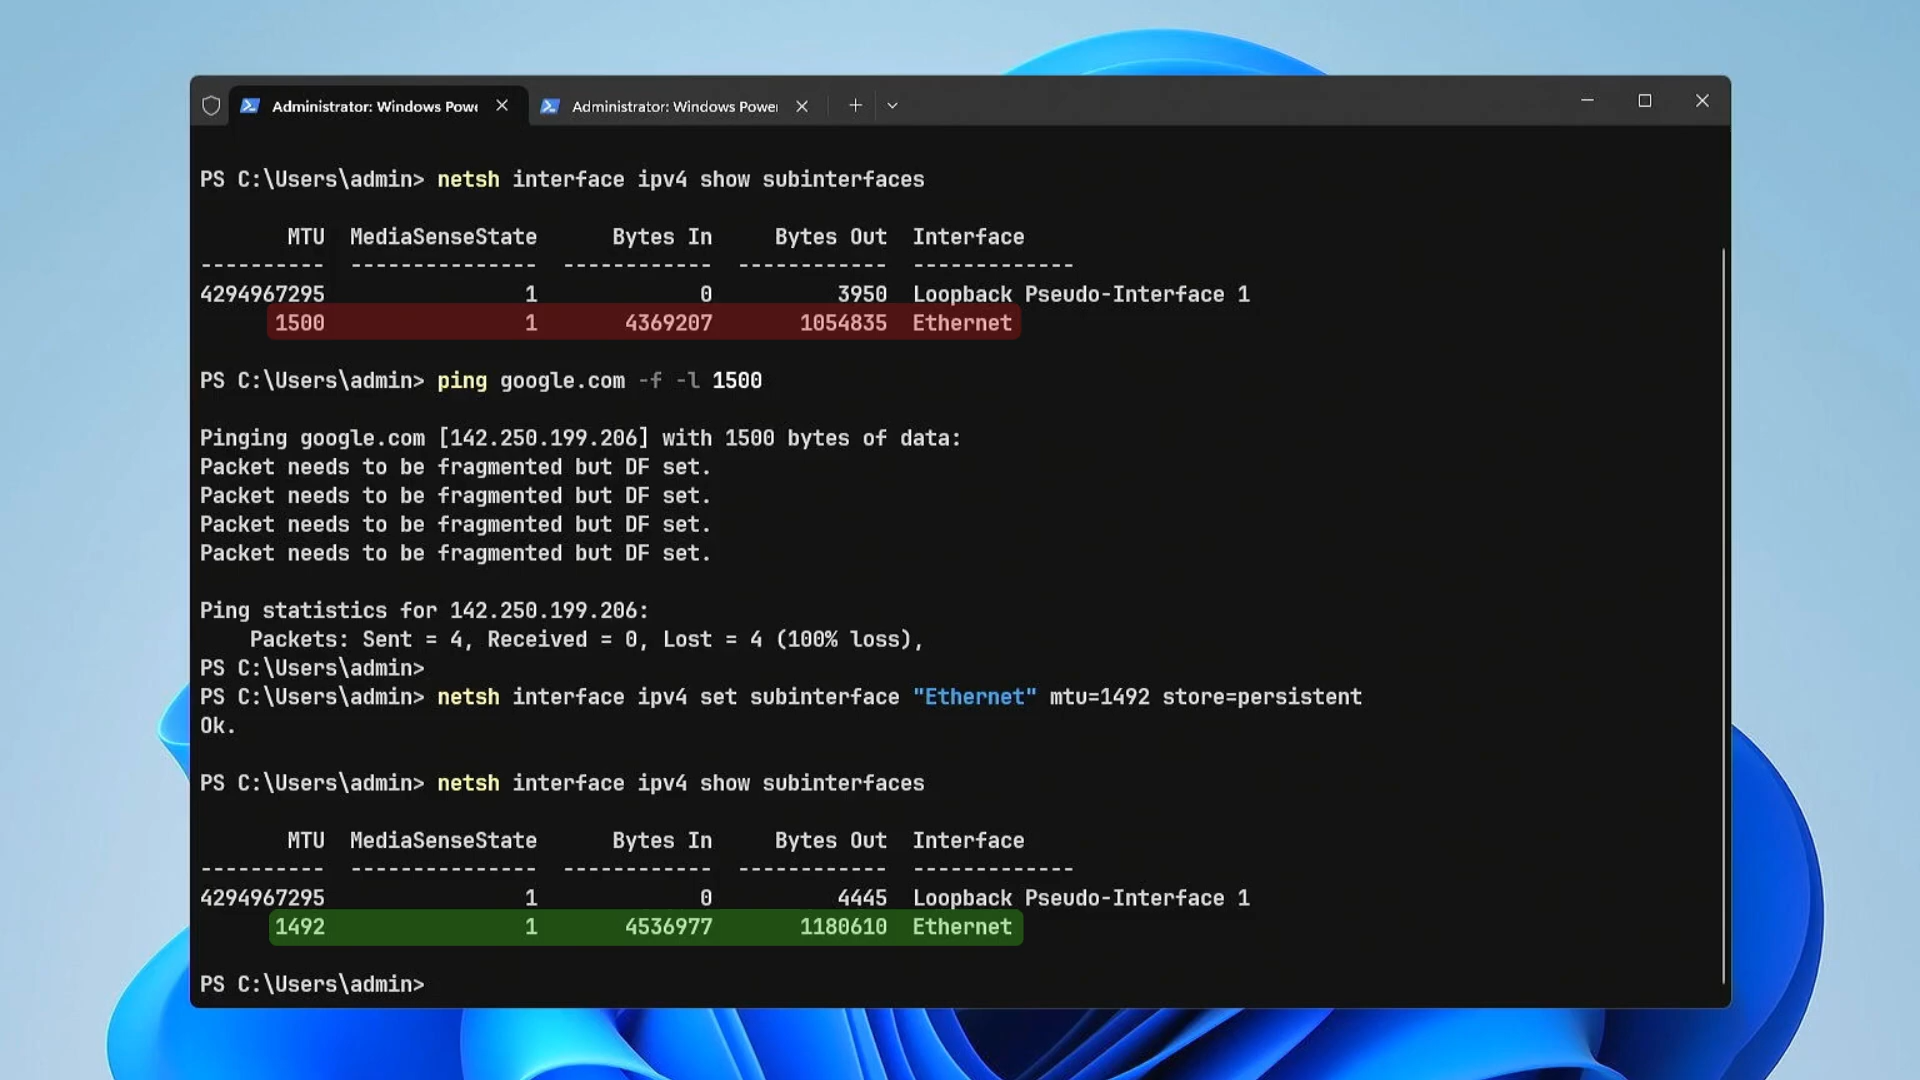 Administrator: Windows Powe
Administrator: Windows Power
PS C:\Users\admin> netsh interface ipv4 show subinterfaces
MTU  MediaSenseState      Bytes In     Bytes Out  Interface
----------  ---------------  ------------  ------------  -------------
4294967295                1             0          3950  Loopback Pseudo-Interface 1
1500                1       4369207       1054835  Ethernet
PS C:\Users\admin> ping google.com -f -l 1500
Pinging google.com [142.250.199.206] with 1500 bytes of data:
Packet needs to be fragmented but DF set.
Packet needs to be fragmented but DF set.
Packet needs to be fragmented but DF set.
Packet needs to be fragmented but DF set.
Ping statistics for 142.250.199.206:
Packets: Sent = 4, Received = 0, Lost = 4 (100% loss),
PS C:\Users\admin>
PS C:\Users\admin> netsh interface ipv4 set subinterface "Ethernet" mtu=1492 store=persistent
Ok.
PS C:\Users\admin> netsh interface ipv4 show subinterfaces
MTU  MediaSenseState      Bytes In     Bytes Out  Interface
----------  ---------------  ------------  ------------  -------------
4294967295                1             0          4445  Loopback Pseudo-Interface 1
1492                1       4536977       1180610  Ethernet
PS C:\Users\admin>